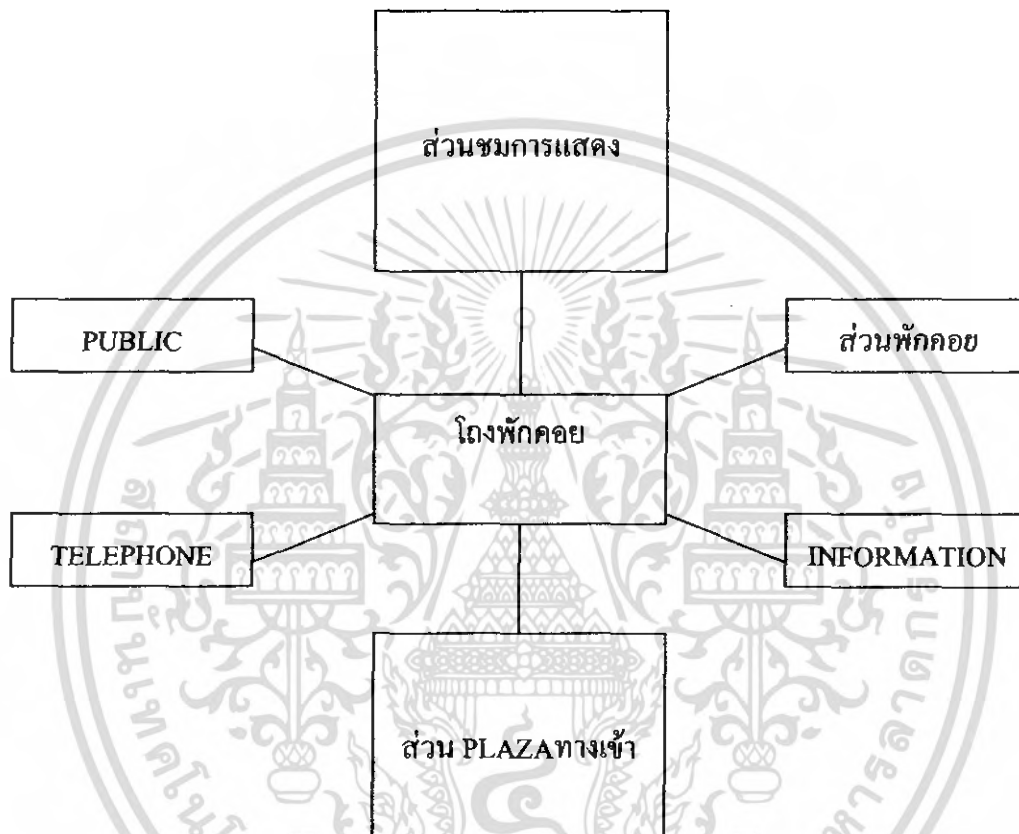 ส่วนชมการแสดง
PUBLIC
ส่วนพักคอย
โถงพักคอย
TELEPHONE
INFORMATION
ส่วน PLAZAทางเข้า